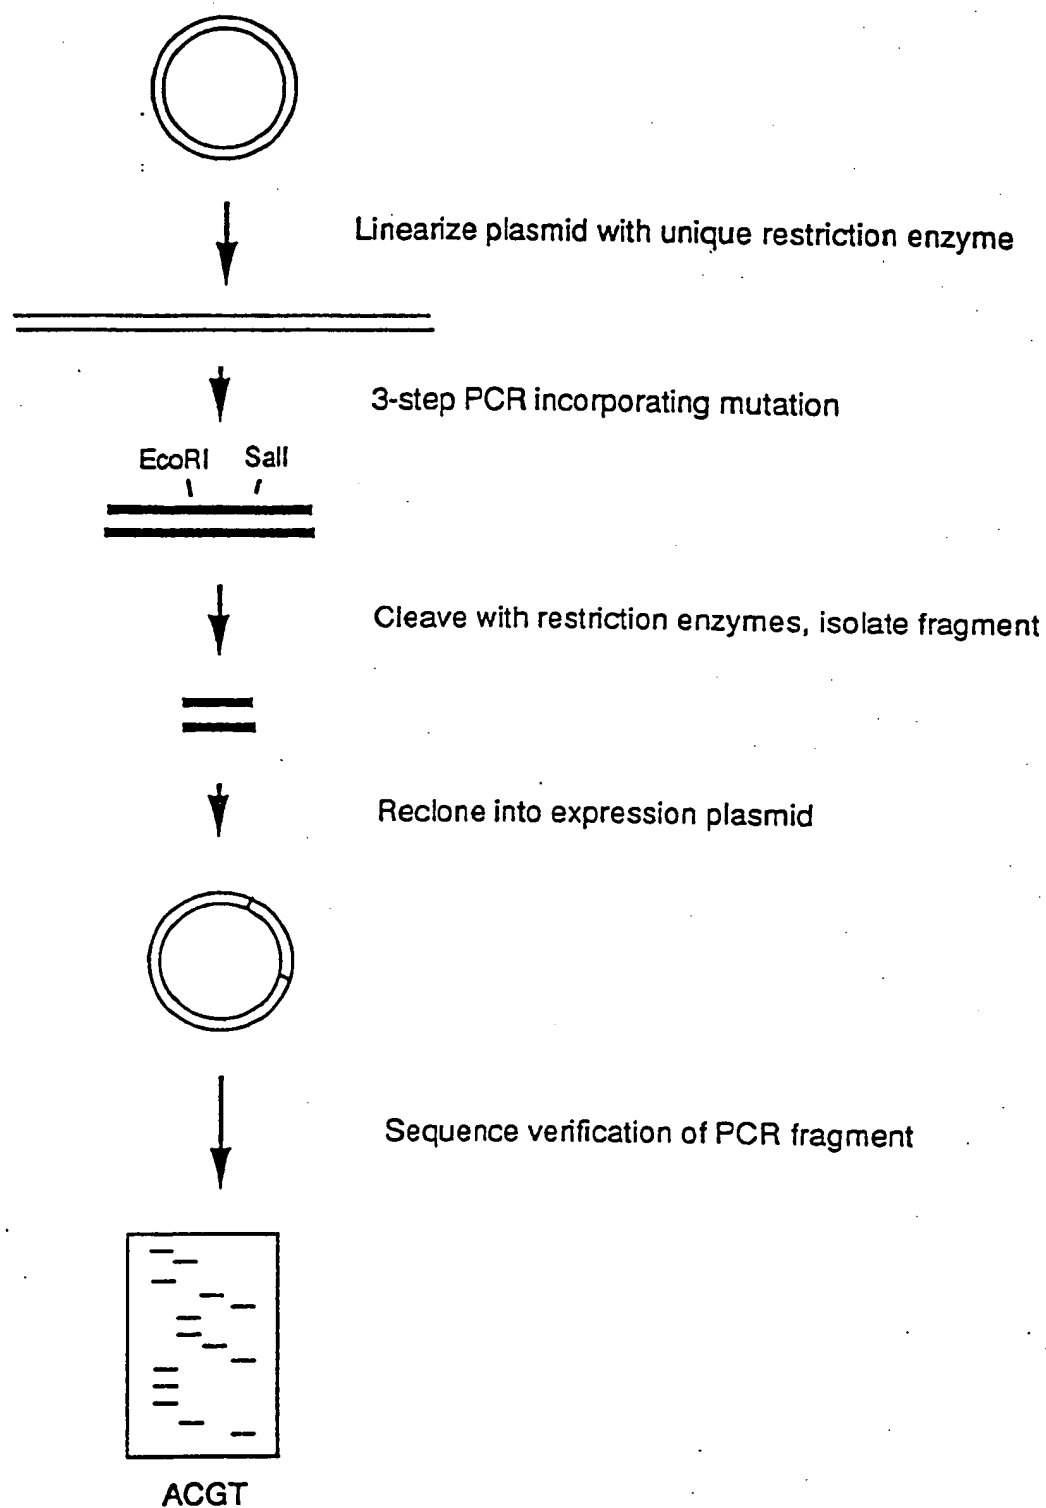 Linearize plasmid with unique restriction enzyme
3-step PCR incorporating mutation
EcoRI SalI
Cleave with restriction enzymes, isolate fragment
Reclone into expression plasmid
Sequence verification of PCR fragment
ACGT